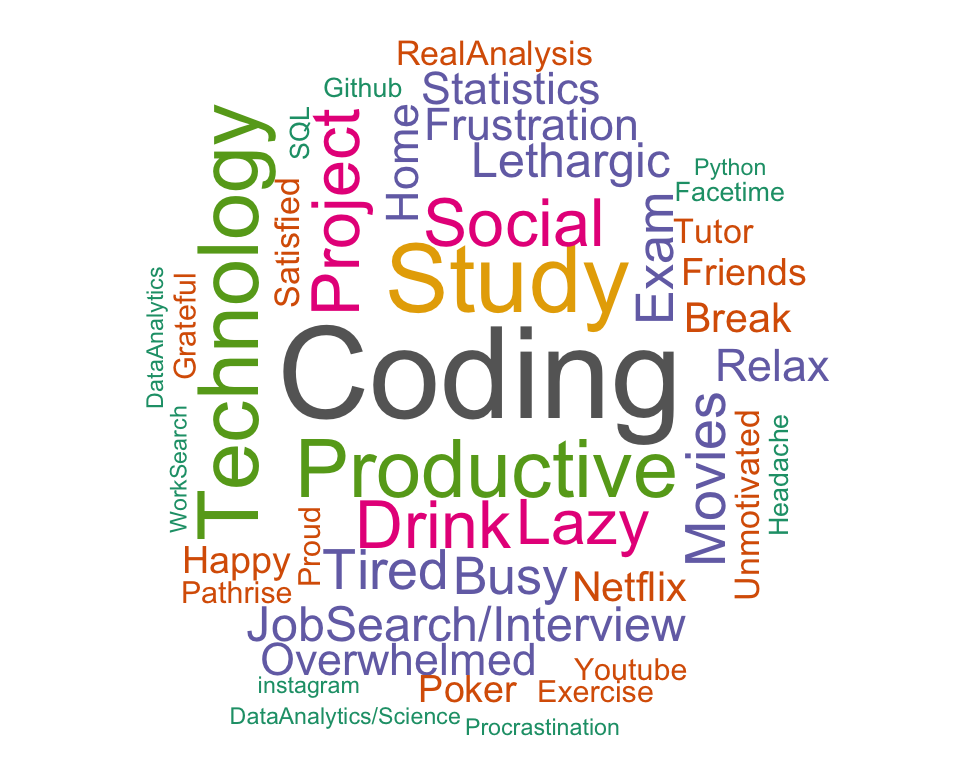 RealAnalysis
Github
Statistics
SQL
Project
Home
Frustration
Lethargic
Technology
Python
Facetime
Satisfied
Social
Exam
Tutor
Study
Friends
DataAnalytics
Grateful
Break
Coding
Relax
Movies
WorkSearch
Productive
Unmotivated
Headache
Drink
Lazy
Proud
Happy
Tired
Busy
Netflix
Pathrise
JobSearch/Interview
Overwhelmed
Youtube
instagram
Poker
Exercise
DataAnalytics/Science
Procrastination